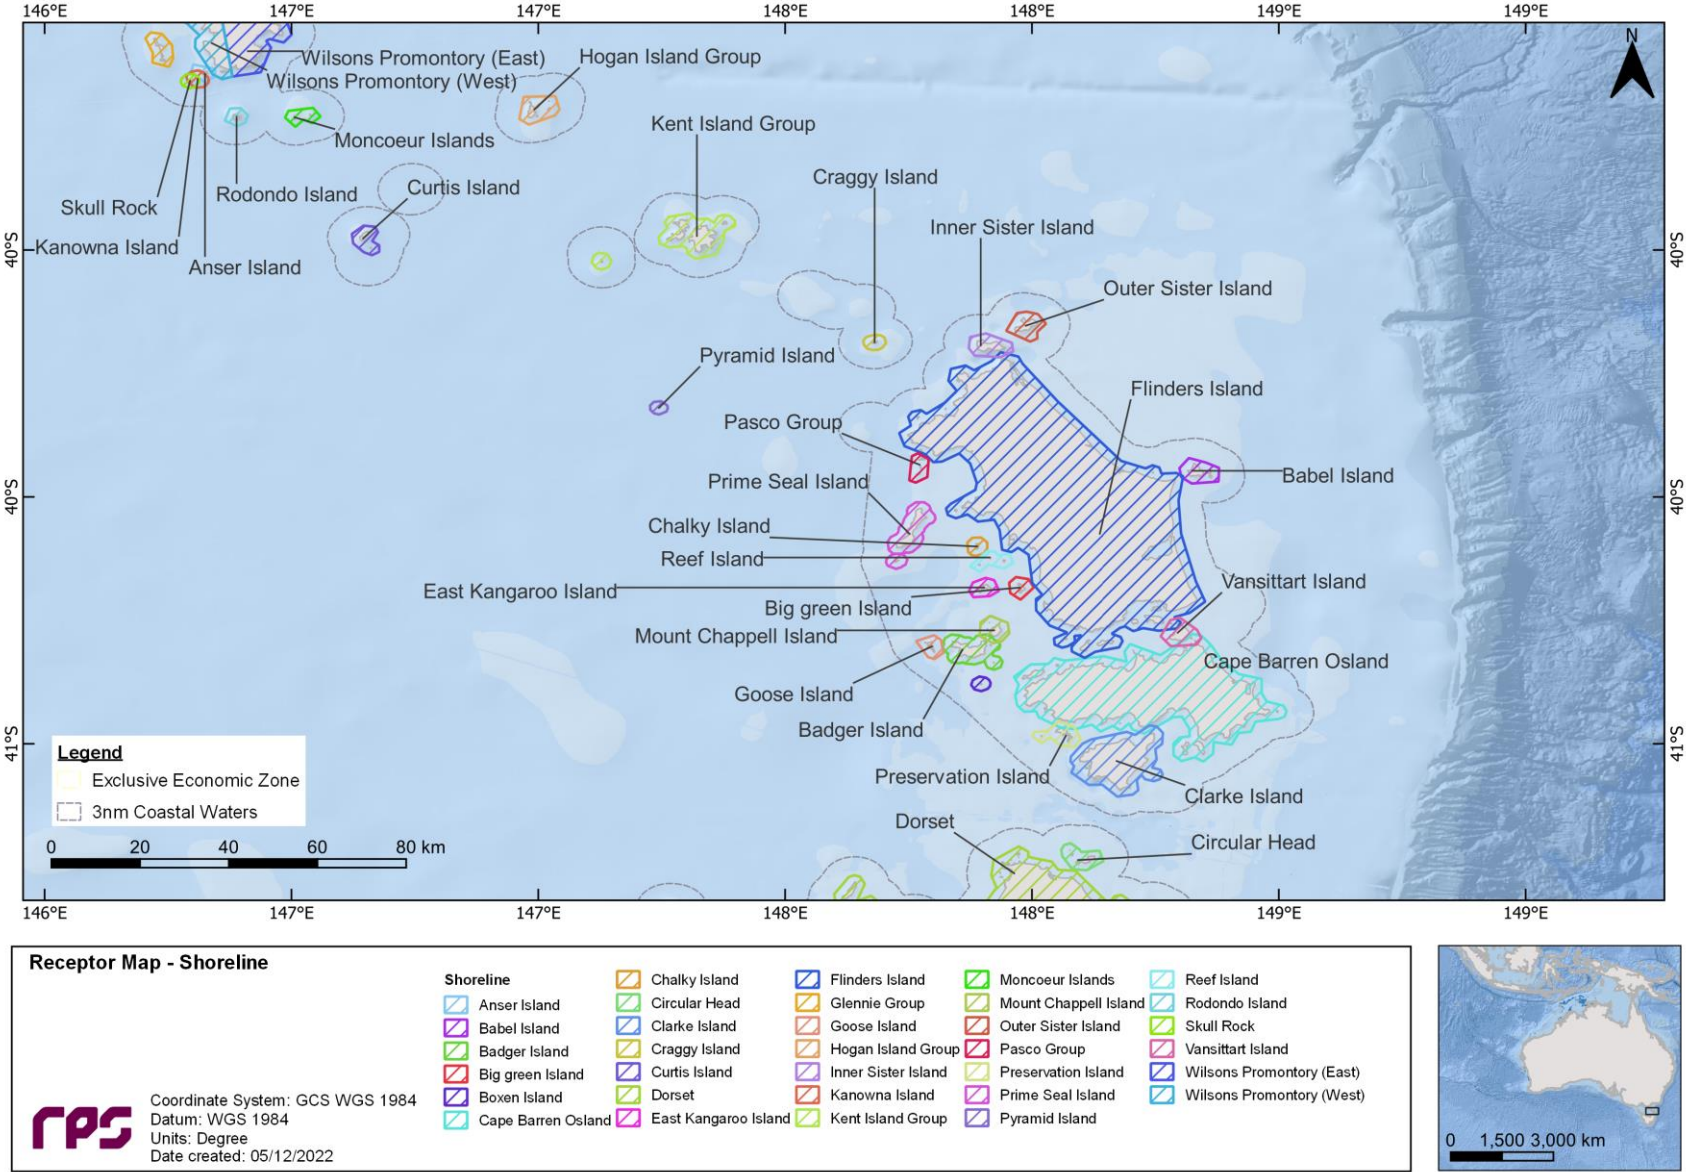 146°E 147°E 147°E 148°E 148°E 149°E 149°E
N
Wilsons Promontory (East)
Wilsons Promontory (West)
Hogan Island Group
Kent Island Group
Moncoeur Islands
Craggy Island
Rodondo Island
Curtis Island
Skull Rock
Inner Sister Island
Kanowna Island
Anser Island
40°S
40°S
Outer Sister Island
Pyramid Island
Flinders Island
Pasco Group
Babel Island
Prime Seal Island
40°S
40°S
Chalky Island
Reef Island
East Kangaroo Island
Vansittart Island
Big green Island
Mount Chappell Island
Cape Barren Osland
Goose Island
Badger Island
41°S
41°S
Legend
Exclusive Economic Zone
3nm Coastal Waters
Preservation Island
Clarke Island
Dorset
Circular Head
0 20 40 60 80 km
146°E 147°E 147°E 148°E 148°E 149°E 149°E
Receptor Map - Shoreline
Shoreline
Anser Island
Babel Island
Badger Island
Big green Island
Boxen Island
Cape Barren Osland
Chalky Island
Circular Head
Clarke Island
Craggy Island
Curtis Island
Dorset
East Kangaroo Island
Flinders Island
Glennie Group
Goose Island
Hogan Island Group
Inner Sister Island
Kanowna Island
Kent Island Group
Moncoeur Islands
Mount Chappell Island
Outer Sister Island
Pasco Group
Preservation Island
Prime Seal Island
Pyramid Island
Reef Island
Rodondo Island
Skull Rock
Vansittart Island
Wilsons Promontory (East)
Wilsons Promontory (West)
rps
Coordinate System: GCS WGS 1984
Datum: WGS 1984
Units: Degree
Date created: 05/12/2022
0 1,500 3,000 km